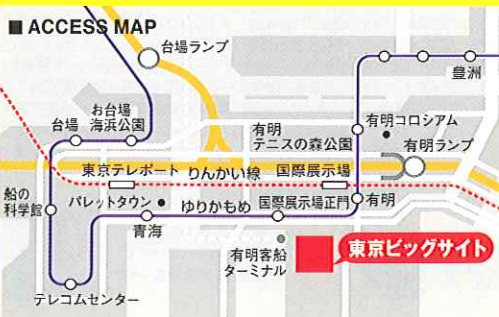 ■ ACCESS MAP
台場ランプ
豊洲
お台場
海浜公園
台場
有明
テニスの森公園
有明コロシアム
有明ランプ
東京テレポート
りんかい線
国際展示場
船の
科学館
パレットタウン
ゆりかもめ
国際展示場正門
有明
青海
有明客船
ターミナル
東京ビッグサイト
テレコムセンター